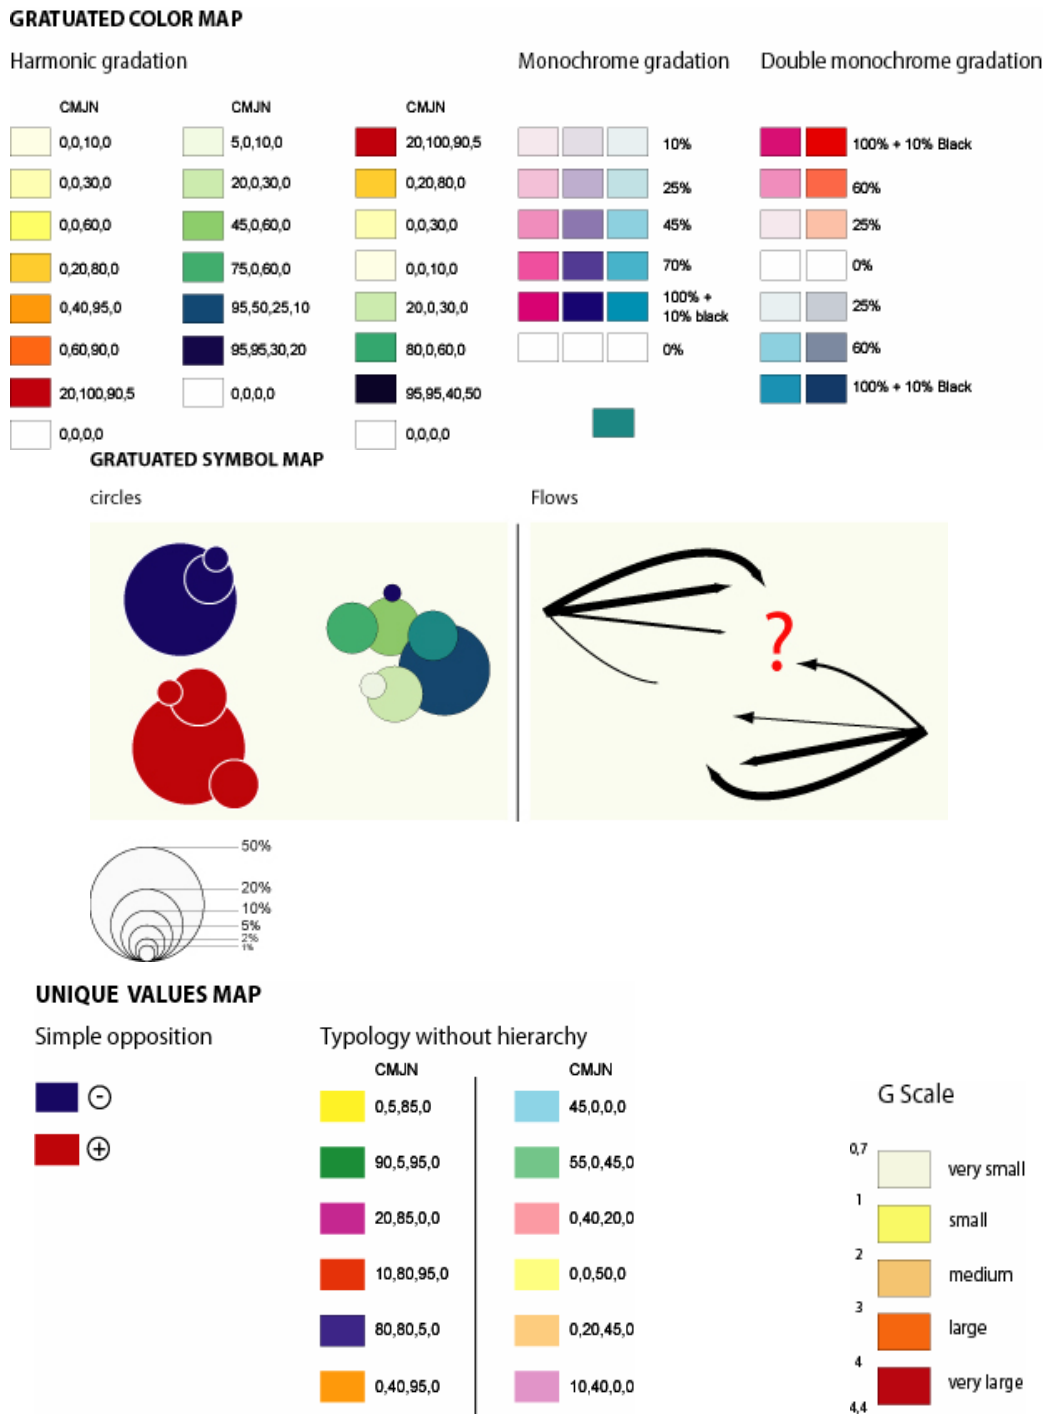 GRATUATED COLOR MAP
Harmonic gradation
Monochrome gradation
Double monochrome gradation
CMJN
CMJN
CMJN
0,0,10,0
0,0,30,0
0,0,60,0
0,20,80,0
0,40,95,0
0,60,90,0
20,100,90,5
0,0,0,0
5,0,10,0
20,0,30,0
45,0,60,0
75,0,60,0
95,50,25,10
95,95,30,20
0,0,0,0
20,100,90,5
0,20,80,0
0,0,30,0
0,0,10,0
20,0,30,0
80,0,60,0
95,95,40,50
0,0,0,0
10%
25%
45%
70%
100% +
10% black
0%
100% + 10% Black
60%
25%
0%
25%
60%
100% + 10% Black
GRATUATED SYMBOL MAP
circles
Flows
?
50%
20%
10%
5%
2%
1%
UNIQUE VALUES MAP
Simple opposition
-
+
Typology without hierarchy
CMJN
0,5,85,0
90,5,95,0
20,85,0,0
10,80,95,0
80,80,5,0
0,40,95,0
CMJN
45,0,0,0
55,0,45,0
0,40,20,0
0,0,50,0
0,20,45,0
10,40,0,0
G Scale
0,7
very small
1
small
2
medium
3
large
4
very large
4,4